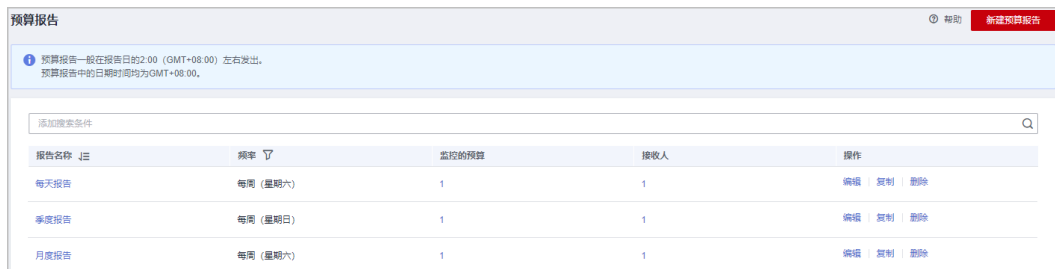 预算报告
帮助
新建预算报告
预算报告一般在报告日的2:00（GMT+08:00）左右发出。
预算报告中的日期时间均为GMT+08:00。
添加搜索条件
报告名称 频率 监控的预算 接收人 操作
每天报告 每周（星期六） 1 1 编辑 复制 删除
季度报告 每周（星期日） 1 1 编辑 复制 删除
月度报告 每周（星期六） 1 1 编辑 复制 删除